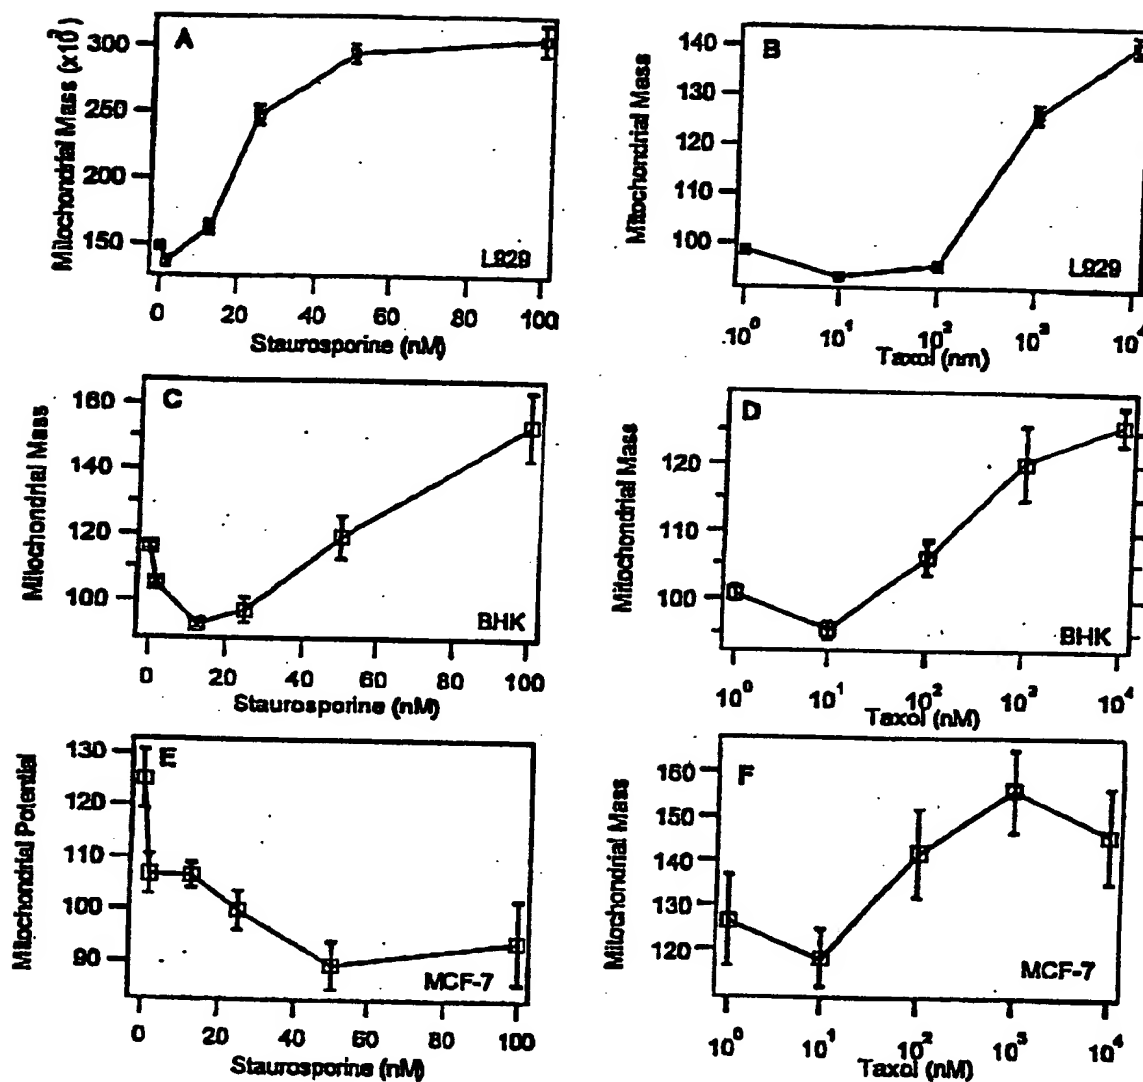 A
Mitochondrial Mass (x10³)
300
250
200
150
L929
0 20 40 60 80 100
Staurosporine (nM)
B
Mitochondrial Mass
140
130
120
110
100
L929
10⁰ 10¹ 10² 10³ 10⁴
Taxol (nm)
C
Mitochondrial Mass
160
140
120
100
BHK
0 20 40 60 80 100
Staurosporine (nM)
D
Mitochondrial Mass
120
110
100
BHK
10⁰ 10¹ 10² 10³ 10⁴
Taxol (nM)
E
Mitochondrial Potential
130
120
110
100
90
MCF-7
0 20 40 60 80 100
Staurosporine (nM)
F
Mitochondrial Mass
160
150
140
130
120
MCF-7
10⁰ 10¹ 10² 10³ 10⁴
Taxol (nM)